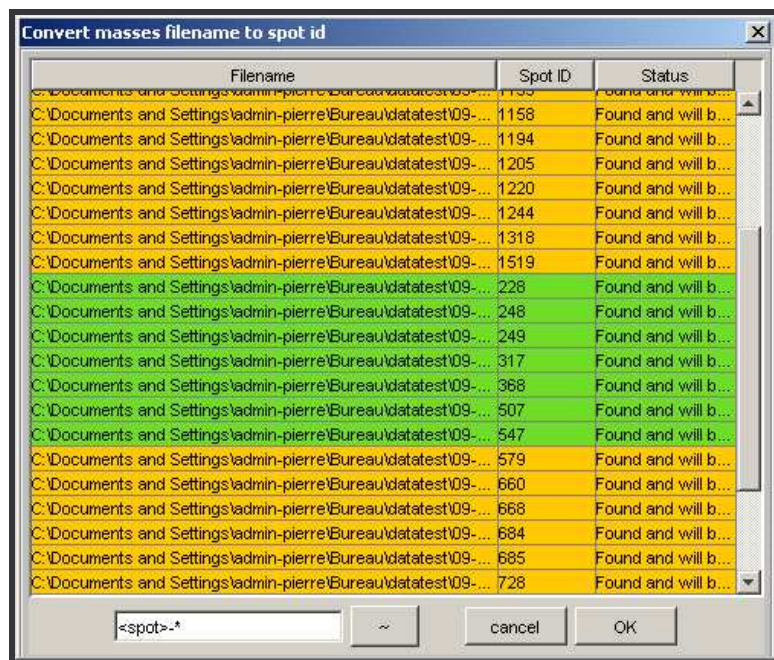 Convert masses filename to spot id
Filename Spot ID Status
C:\Documents and Settings\admin-pierre\Bureau\datatest\09-...
C:\Documents and Settings\admin-pierre\Bureau\datatest\09-... 1158 Found and will b...
C:\Documents and Settings\admin-pierre\Bureau\datatest\09-... 1194 Found and will b...
C:\Documents and Settings\admin-pierre\Bureau\datatest\09-... 1205 Found and will b...
C:\Documents and Settings\admin-pierre\Bureau\datatest\09-... 1220 Found and will b...
C:\Documents and Settings\admin-pierre\Bureau\datatest\09-... 1244 Found and will b...
C:\Documents and Settings\admin-pierre\Bureau\datatest\09-... 1318 Found and will b...
C:\Documents and Settings\admin-pierre\Bureau\datatest\09-... 1519 Found and will b...
C:\Documents and Settings\admin-pierre\Bureau\datatest\09-... 228 Found and will b...
C:\Documents and Settings\admin-pierre\Bureau\datatest\09-... 248 Found and will b...
C:\Documents and Settings\admin-pierre\Bureau\datatest\09-... 249 Found and will b...
C:\Documents and Settings\admin-pierre\Bureau\datatest\09-... 317 Found and will b...
C:\Documents and Settings\admin-pierre\Bureau\datatest\09-... 368 Found and will b...
C:\Documents and Settings\admin-pierre\Bureau\datatest\09-... 507 Found and will b...
C:\Documents and Settings\admin-pierre\Bureau\datatest\09-... 547 Found and will b...
C:\Documents and Settings\admin-pierre\Bureau\datatest\09-... 579 Found and will b...
C:\Documents and Settings\admin-pierre\Bureau\datatest\09-... 660 Found and will b...
C:\Documents and Settings\admin-pierre\Bureau\datatest\09-... 668 Found and will b...
C:\Documents and Settings\admin-pierre\Bureau\datatest\09-... 684 Found and will b...
C:\Documents and Settings\admin-pierre\Bureau\datatest\09-... 685 Found and will b...
C:\Documents and Settings\admin-pierre\Bureau\datatest\09-... 728 Found and will b...
<spot>-* ~ cancel OK